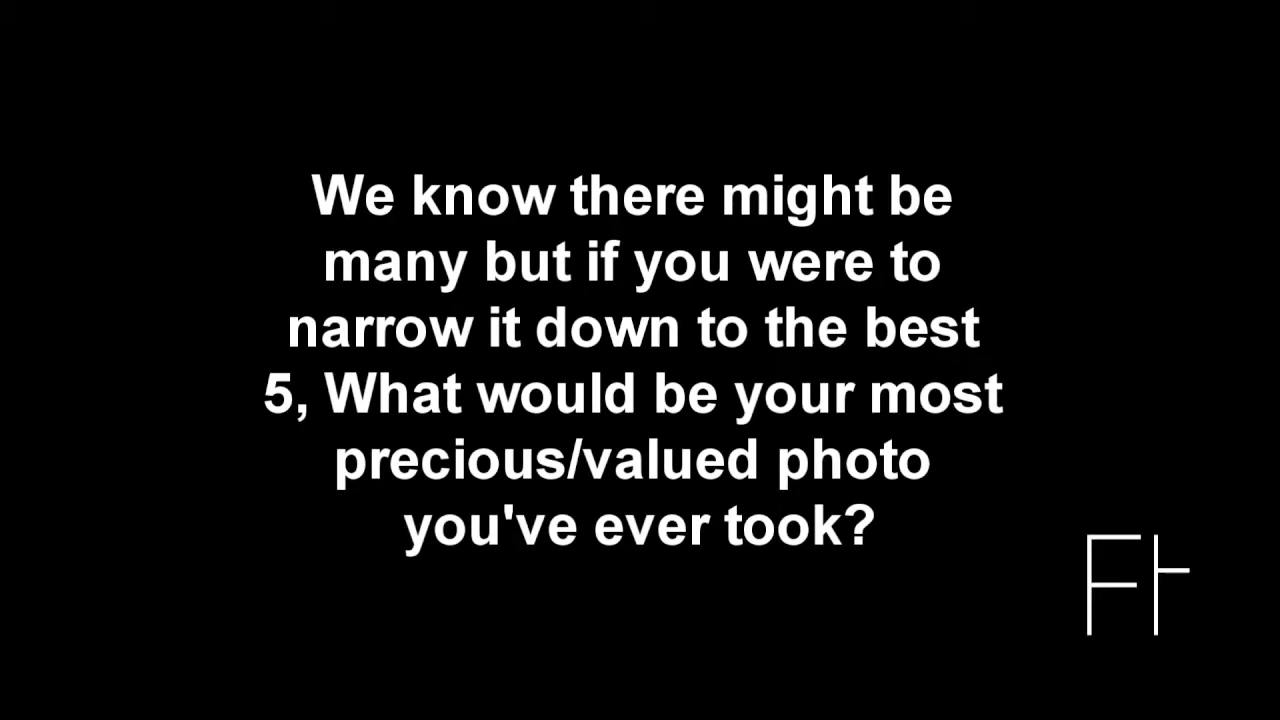 We know there might be
many but if you were to
narrow it down to the best
5, What would be your most
precious/valued photo
you've ever took?
Ft